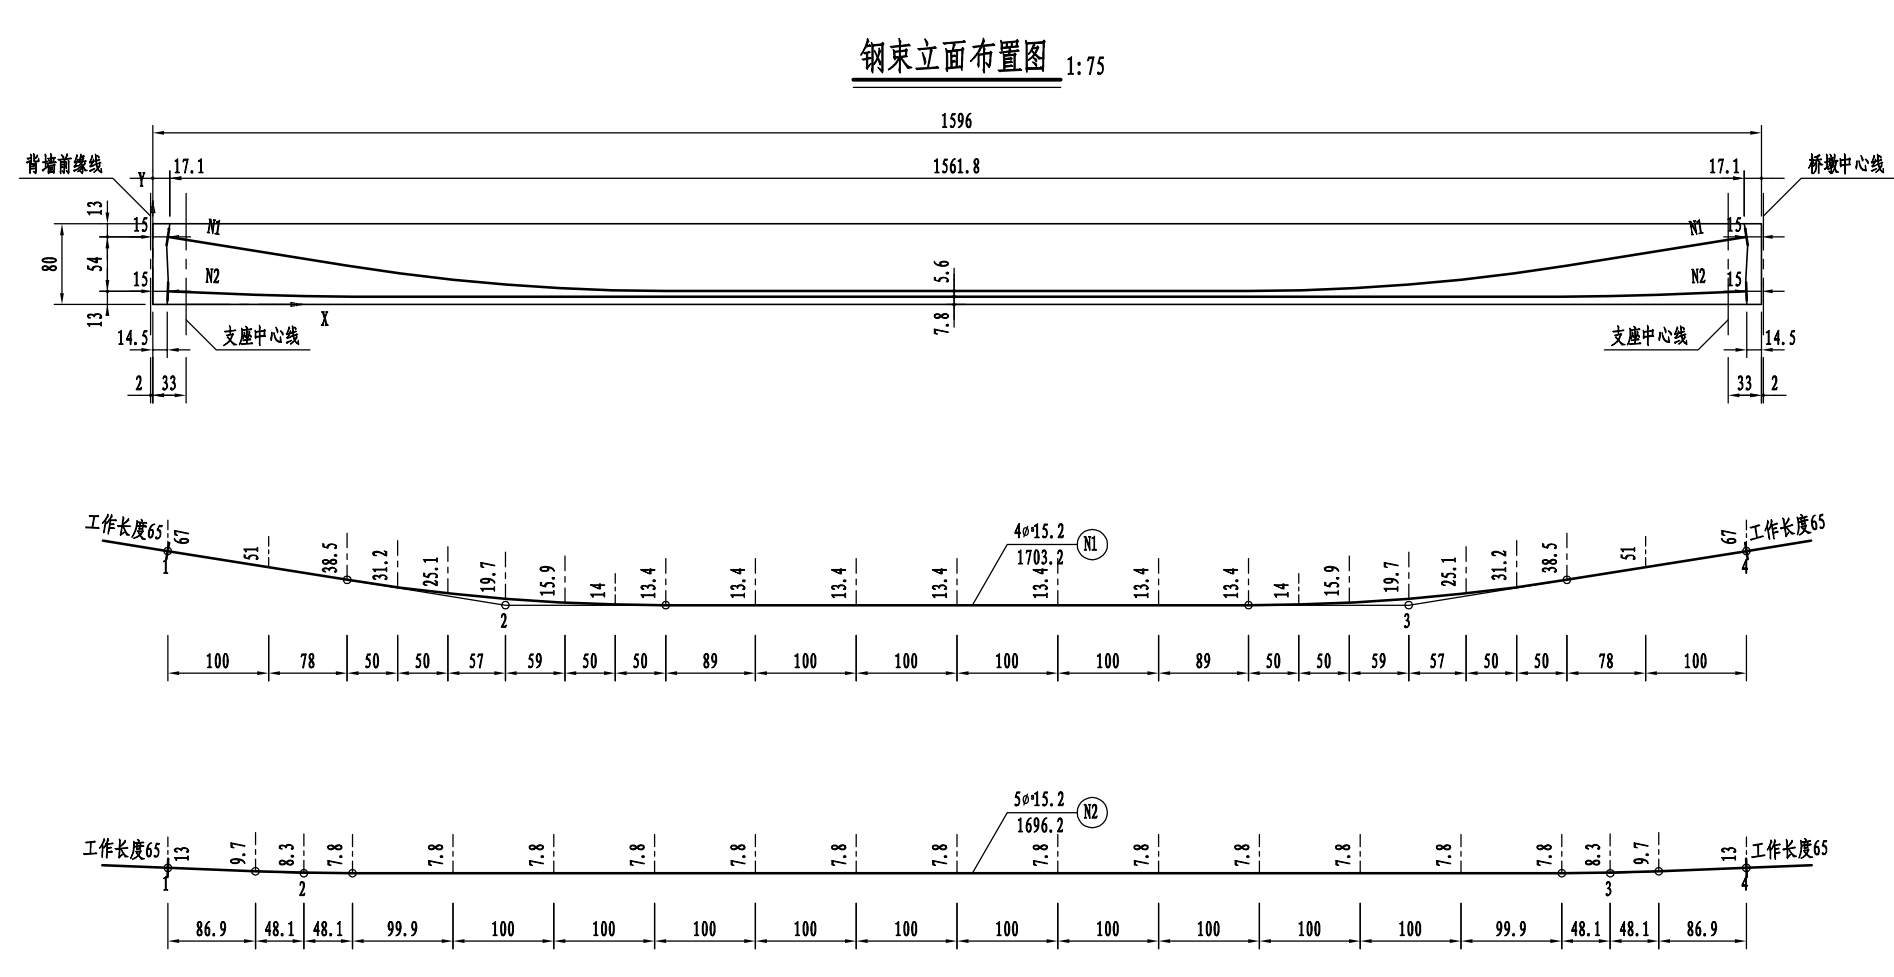 钢束立面布置图 1:75
1596
背墙前缘线 Y 17.1 1561.8 17.1 桥墩中心线
13 15 N1 N1 15
80 54 15 N2 5.6 N2 15
13 X 7.8
14.5 支座中心线 支座中心线 14.5
2 33 33 2
工作长度65 67 51 38.5 31.2 25.1 19.7 15.9 14 13.4 13.4 13.4 13.4 13.4 13.4 13.4 14 15.9 19.7 25.1 31.2 38.5 51 67 工作长度65
4φˢ15.2 N1
1703.2
1 2 3 4
100 78 50 50 57 59 50 50 89 100 100 100 100 89 50 50 59 57 50 50 78 100
5φˢ15.2 N2
1696.2
工作长度65 13 9.7 8.3 7.8 7.8 7.8 7.8 7.8 7.8 7.8 7.8 7.8 7.8 7.8 7.8 7.8 8.3 9.7 13 工作长度65
1 2 3 4
86.9 48.1 48.1 99.9 100 100 100 100 100 100 100 100 100 100 99.9 48.1 48.1 86.9